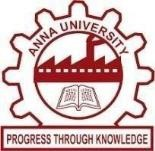 ANNA UNIVERSITY
PROGRESS THROUGH KNOWLEDGE